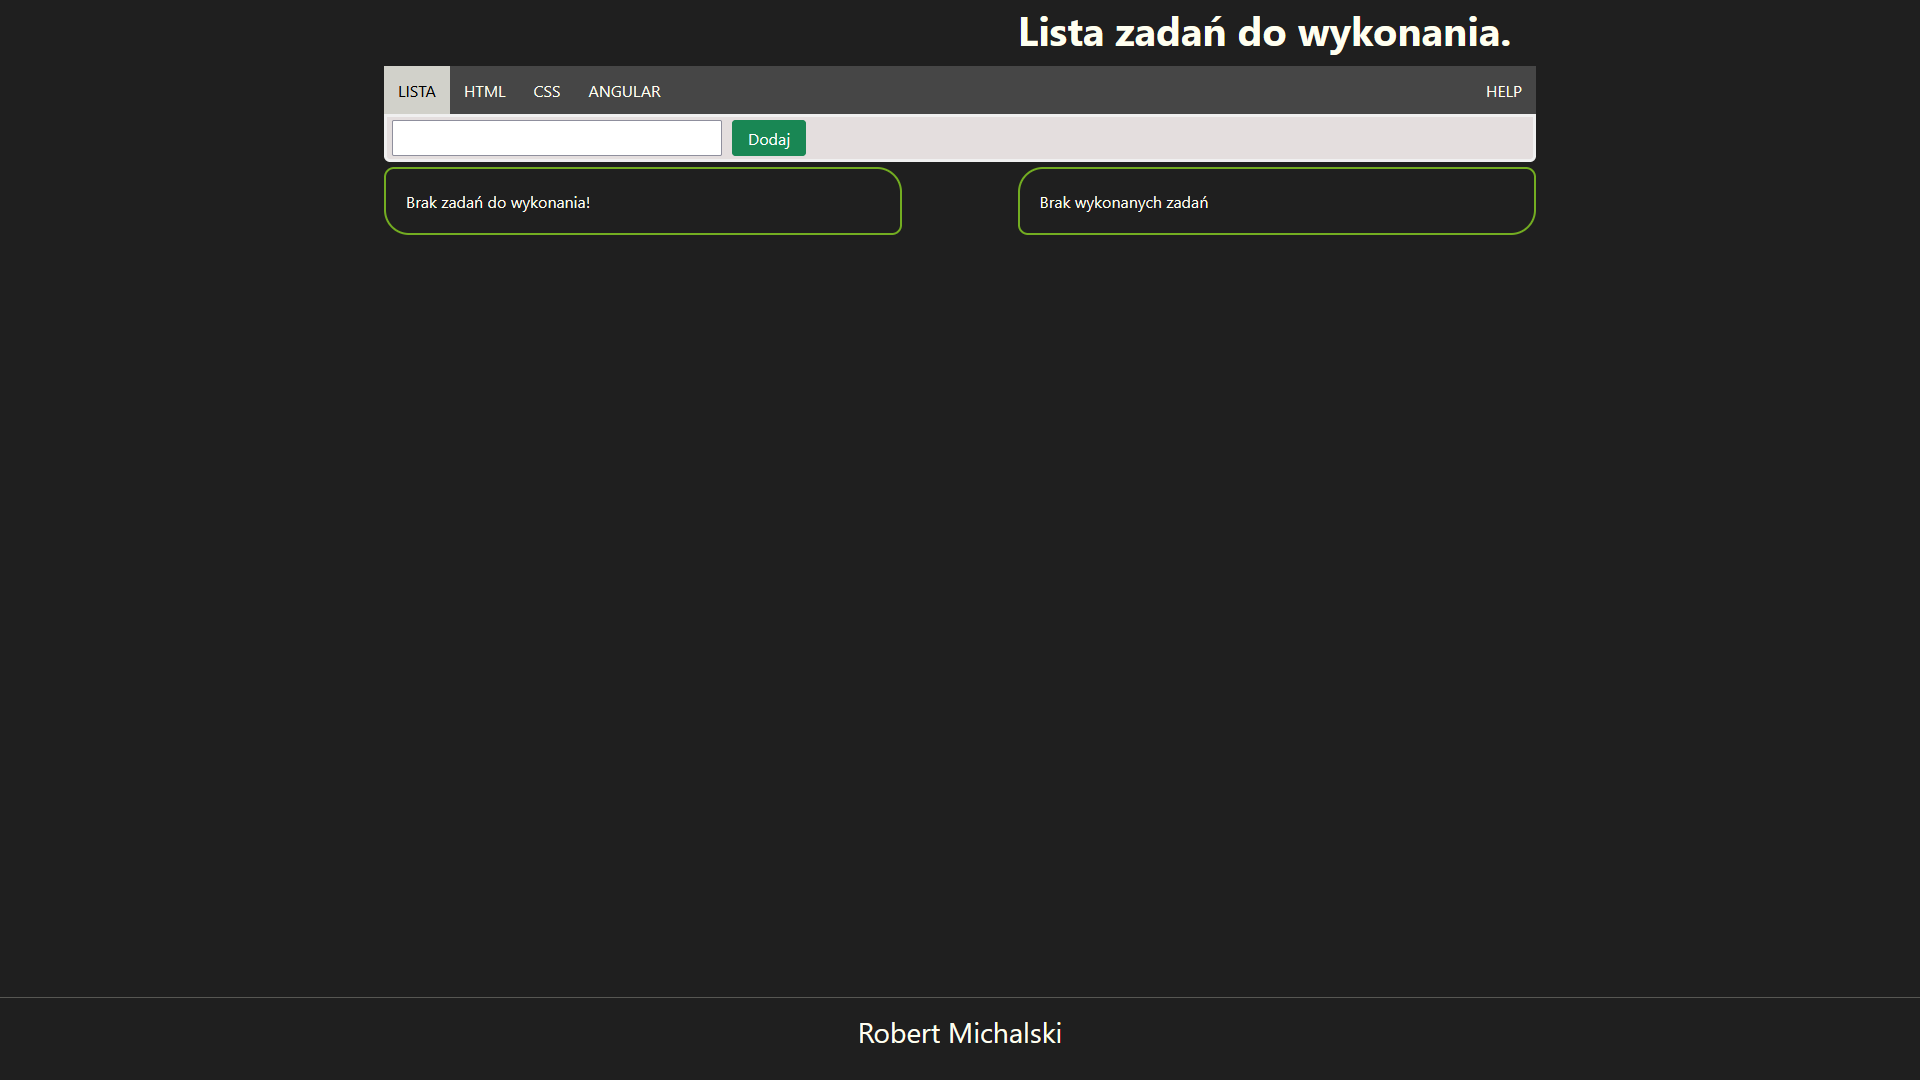 Lista zadań do wykonania.
LISTA HTML CSS ANGULAR HELP
Dodaj
Brak zadań do wykonania!
Brak wykonanych zadań
Robert Michalski